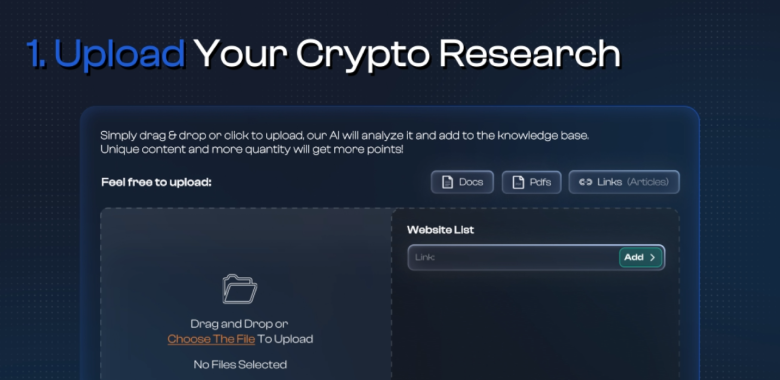 1. Upload Your Crypto Research
Simply drag & drop or click to upload, our AI will analyze it and add to the knowledge base.
Unique content and more quantity will get more points!
Feel free to upload:
Docs
Pdfs
Links (Articles)
Website List
Link
Add
Drag and Drop or
Choose The File To Upload
No Files Selected